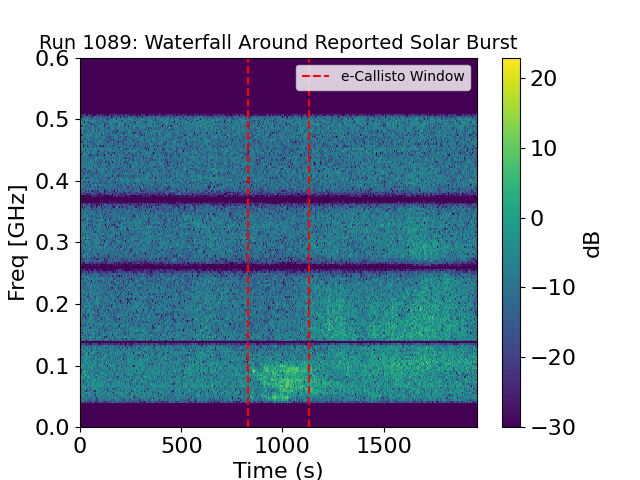 Run 1089: Waterfall Around Reported Solar Burst
e-Callisto Window
Freq [GHz]
0.6
0.5
0.4
0.3
0.2
0.1
0.0
0 500 1000 1500
Time (s)
20
10
0
−10
−20
−30
dB